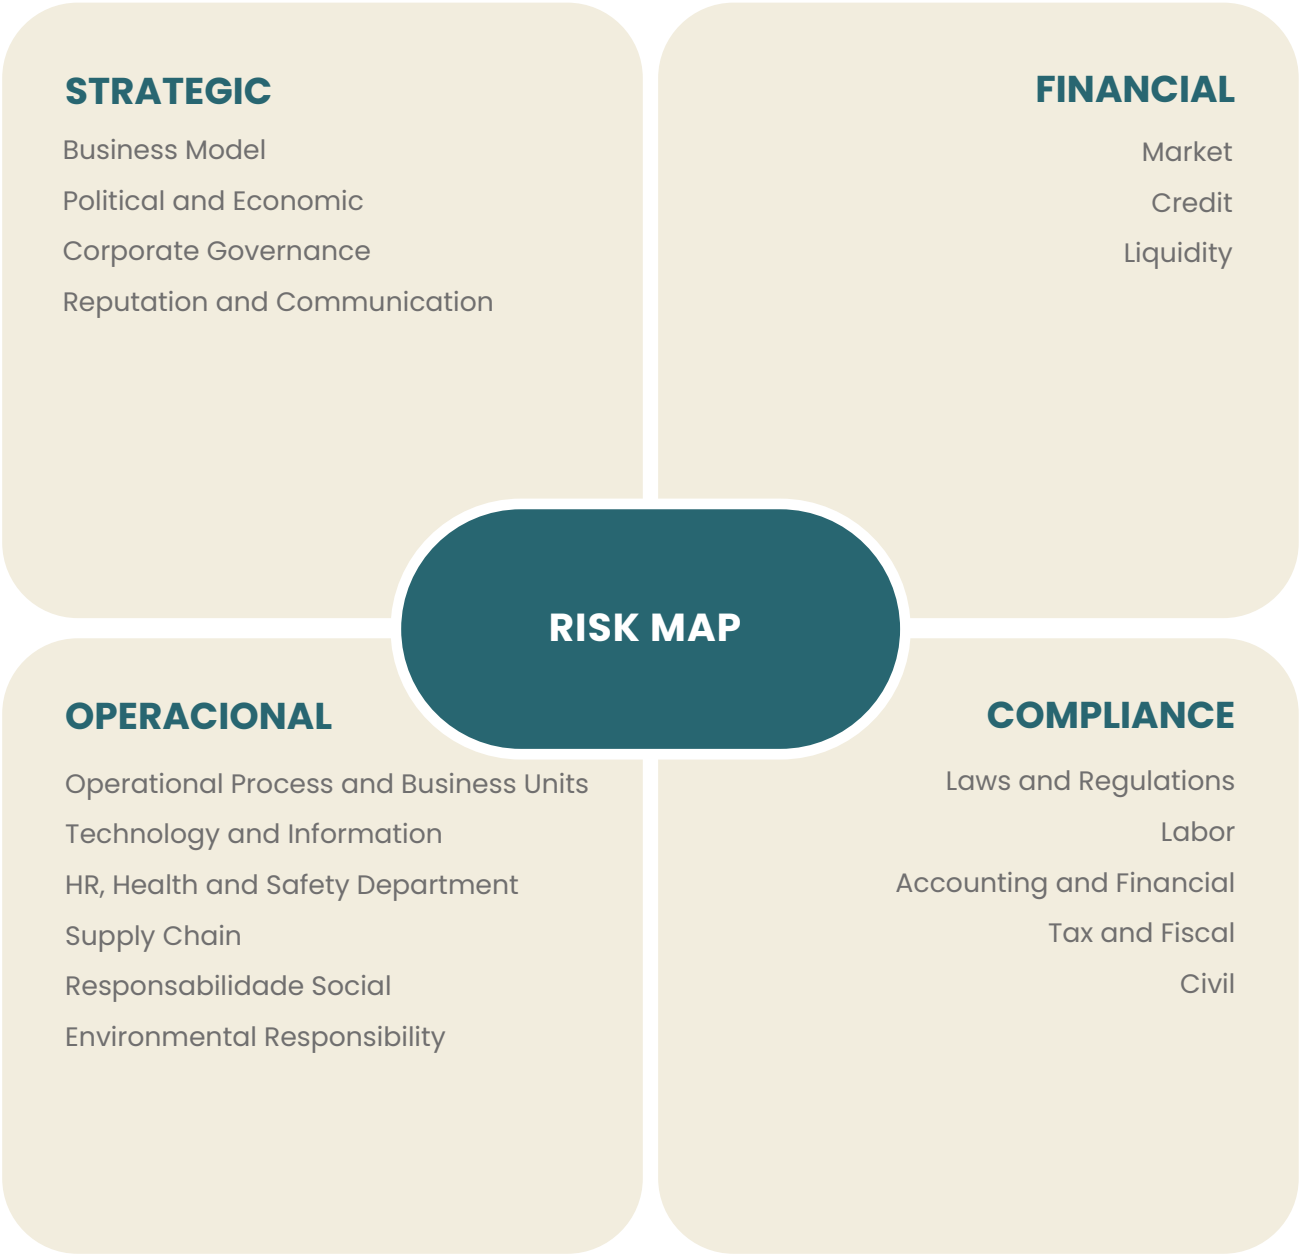 STRATEGIC
Business Model
Political and Economic
Corporate Governance
Reputation and Communication
FINANCIAL
Market
Credit
Liquidity
RISK MAP
OPERACIONAL
Operational Process and Business Units
Technology and Information
HR, Health and Safety Department
Supply Chain
Responsabilidade Social
Environmental Responsibility
COMPLIANCE
Laws and Regulations
Labor
Accounting and Financial
Tax and Fiscal
Civil